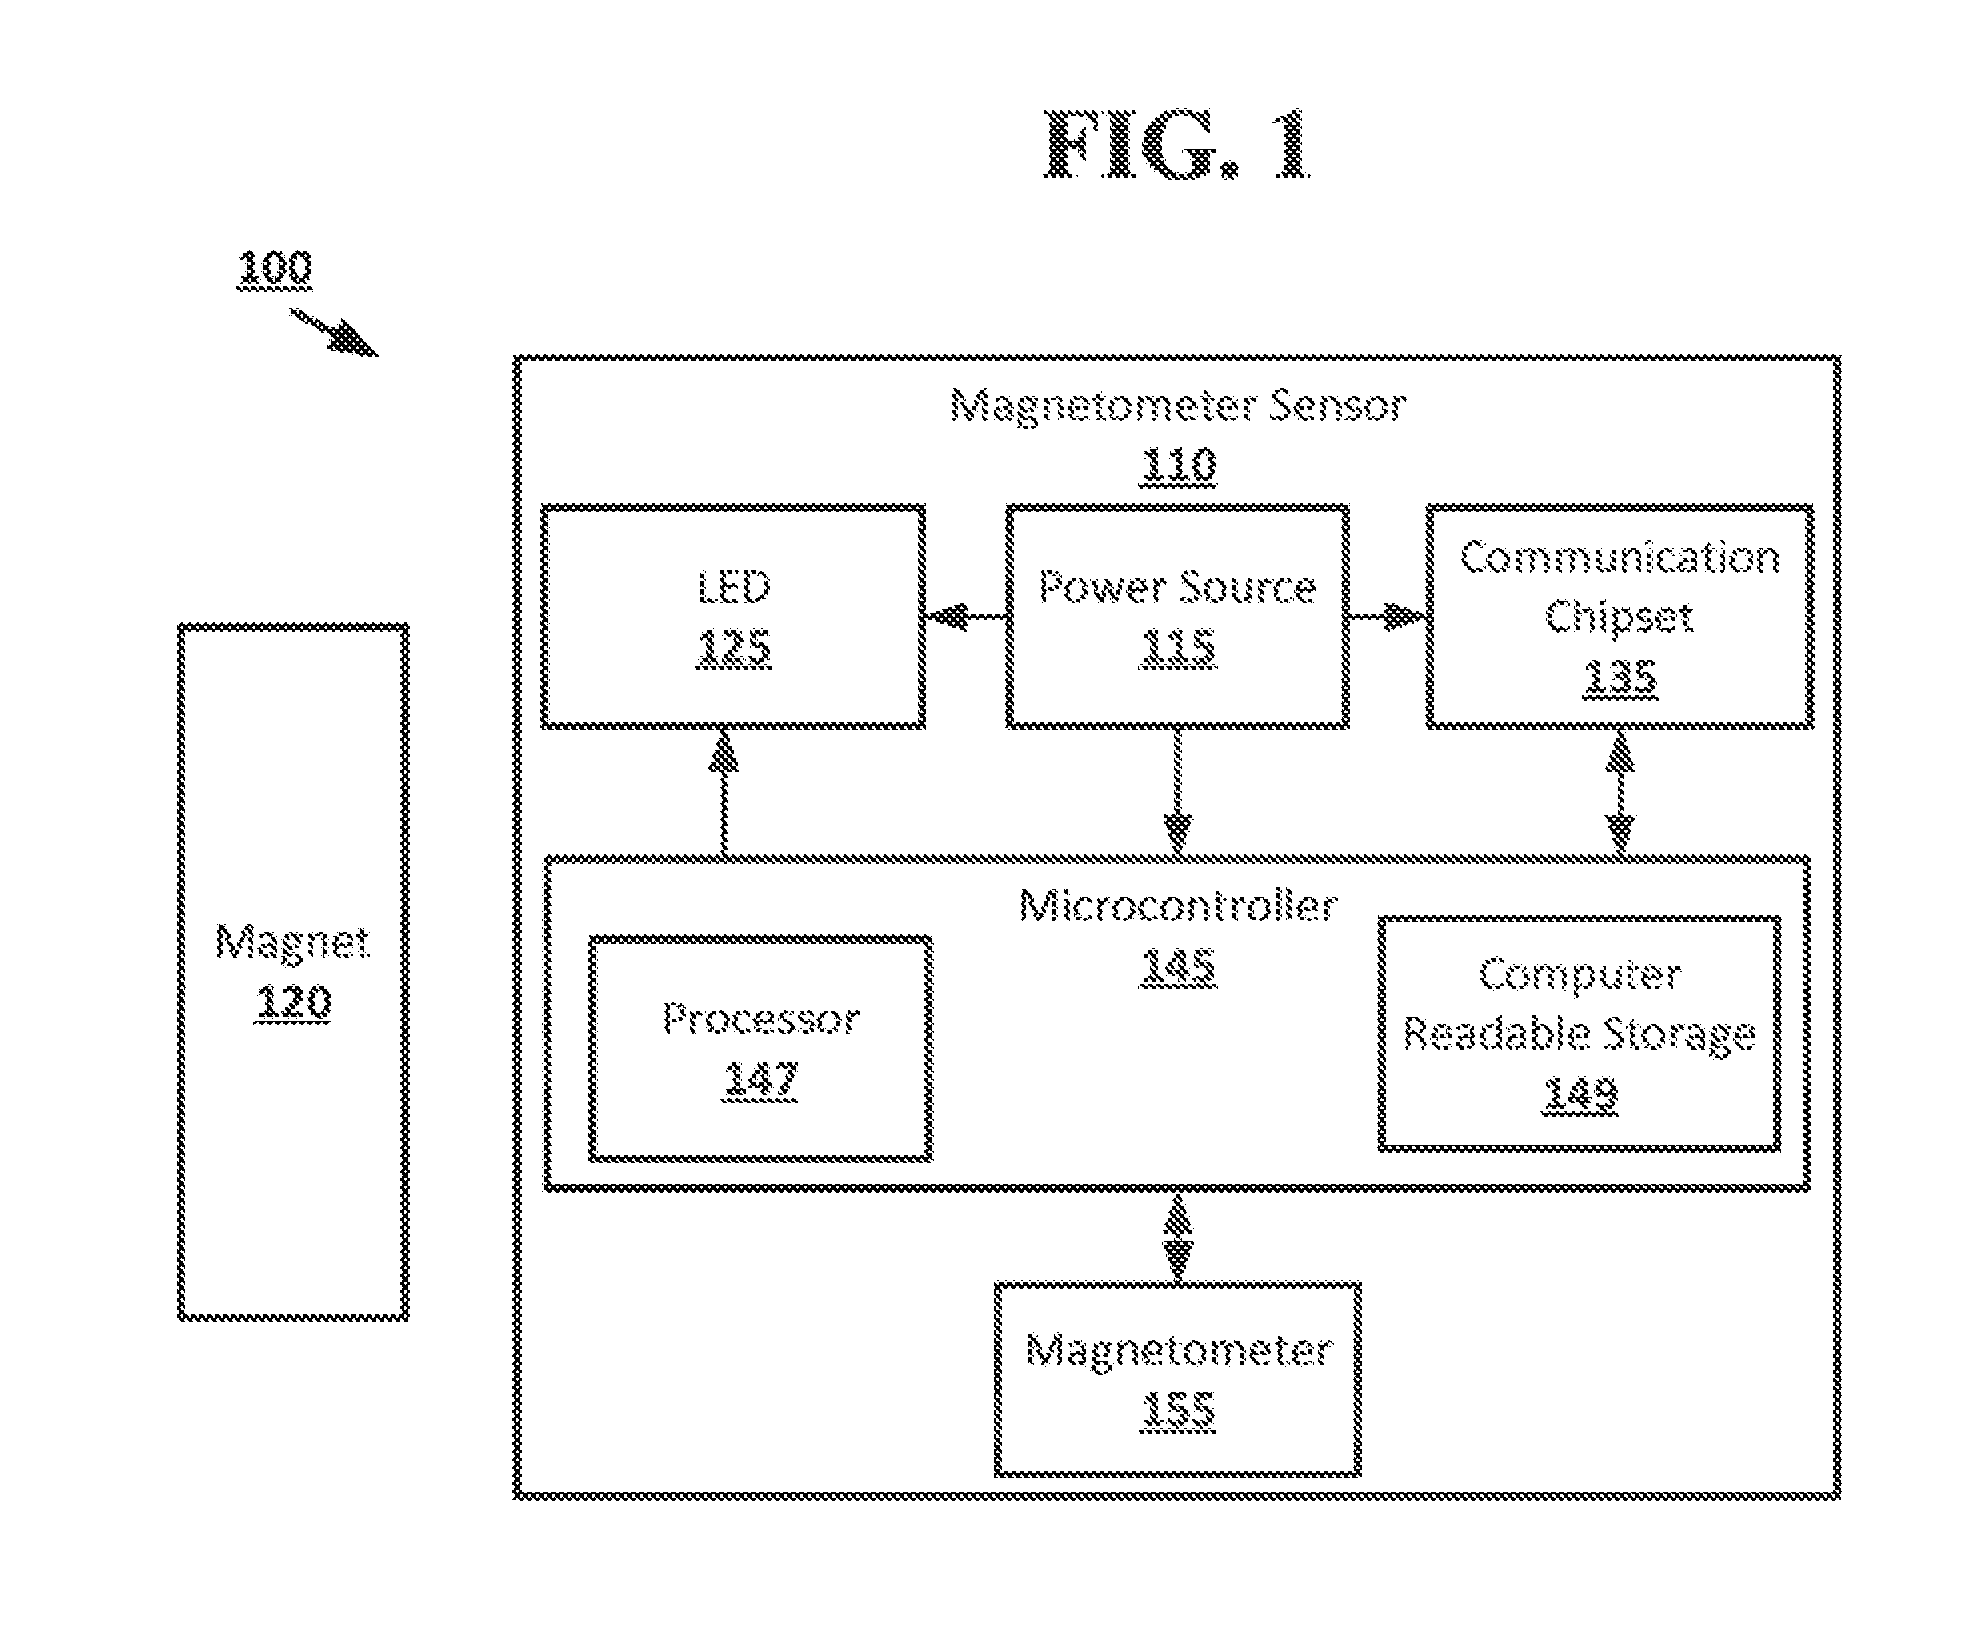 FIG. 1
100
Magnetometer Sensor
110
LED
125
Power Source
115
Communication
Chipset
135
Magnet
120
Microcontroller
145
Processor
147
Computer
Readable Storage
149
Magnetometer
155